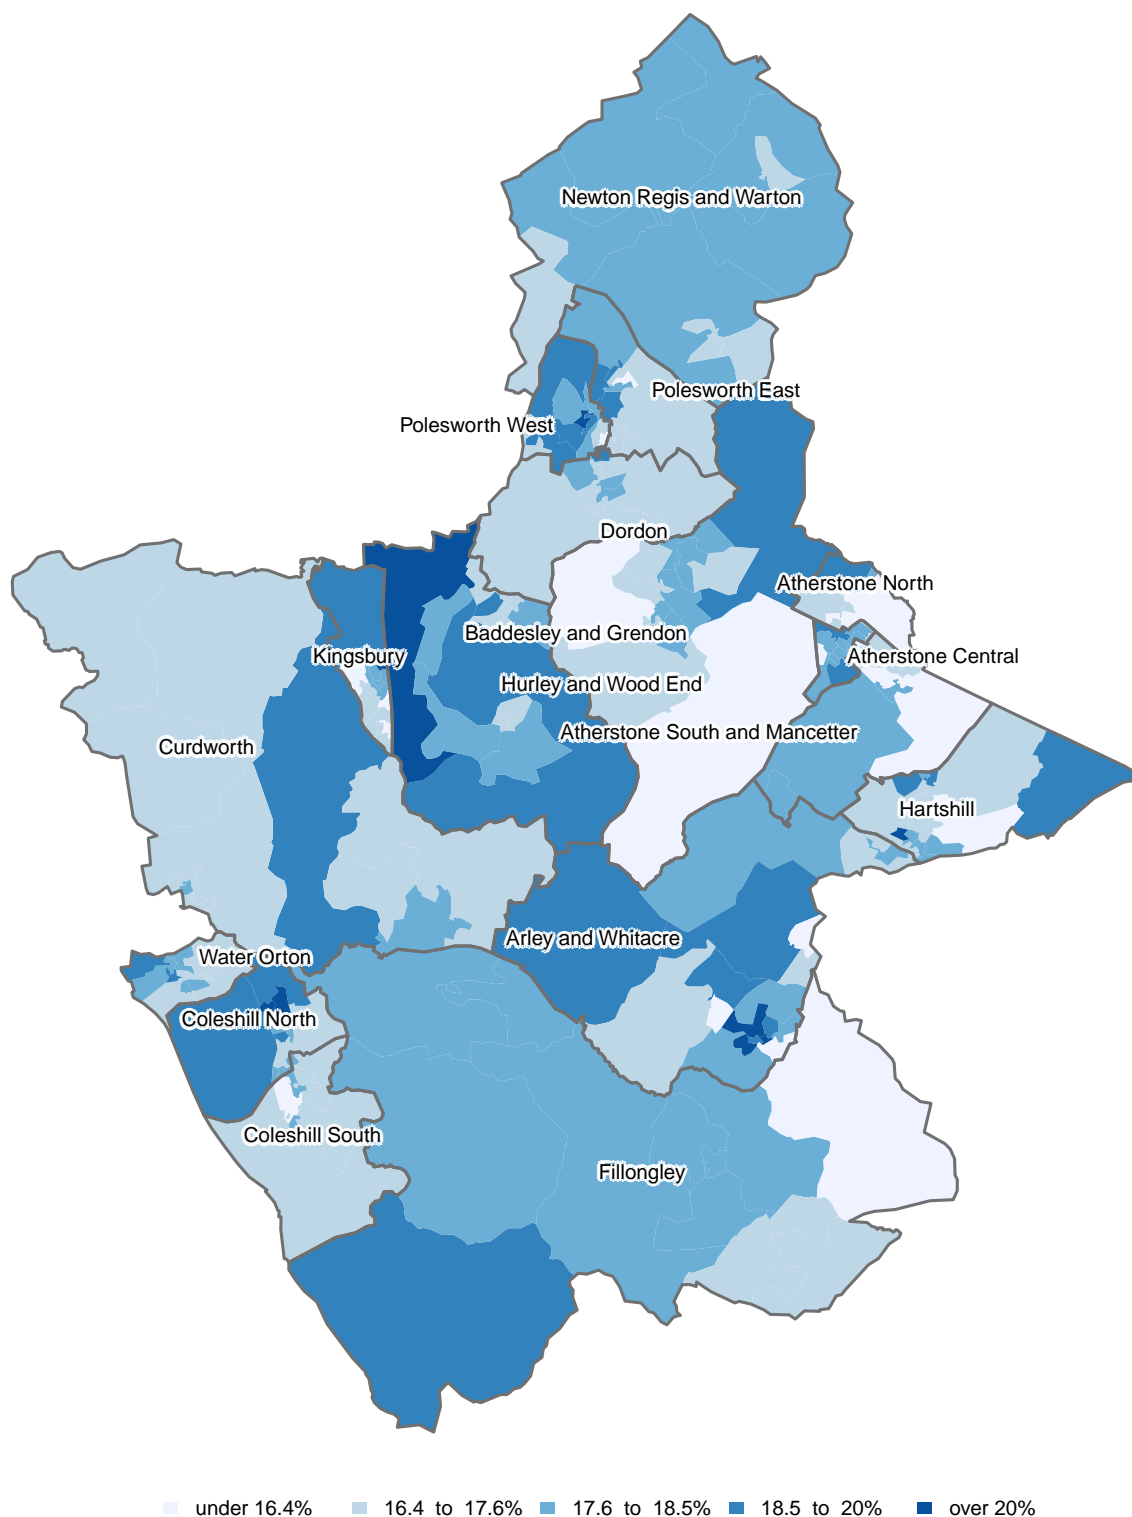 Newton Regis and Warton
Polesworth East
Polesworth West
Dordon
Atherstone North
Baddesley and Grendon
Kingsbury
Atherstone Central
Hurley and Wood End
Atherstone South and Mancetter
Curdworth
Hartshill
Arley and Whitacre
Water Orton
Coleshill North
Coleshill South
Fillongley
under 16.4% 16.4 to 17.6% 17.6 to 18.5% 18.5 to 20% over 20%